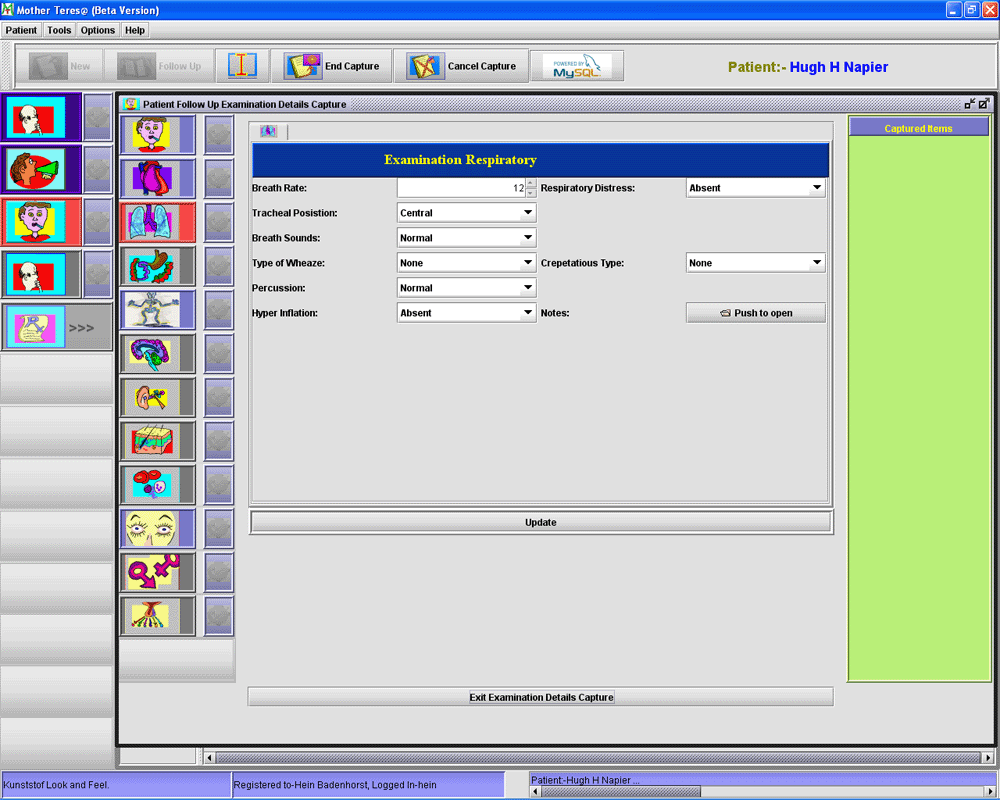 Mother Teres@ (Beta Version)
Patient Tools Options Help
New Follow Up End Capture Cancel Capture POWERED BY MySQL Patient:- Hugh H Napier
Patient Follow Up Examination Details Capture
Captured Items
Examination Respiratory
Breath Rate: 12 Respiratory Distress: Absent
Tracheal Posistion: Central
Breath Sounds: Normal
Type of Wheaze: None Crepetatious Type: None
Percussion: Normal
Hyper Inflation: Absent Notes: Push to open
>>>
Update
Exit Examination Details Capture
Kunststof Look and Feel. Registered to-Hein Badenhorst, Logged In-hein Patient:-Hugh H Napier ...